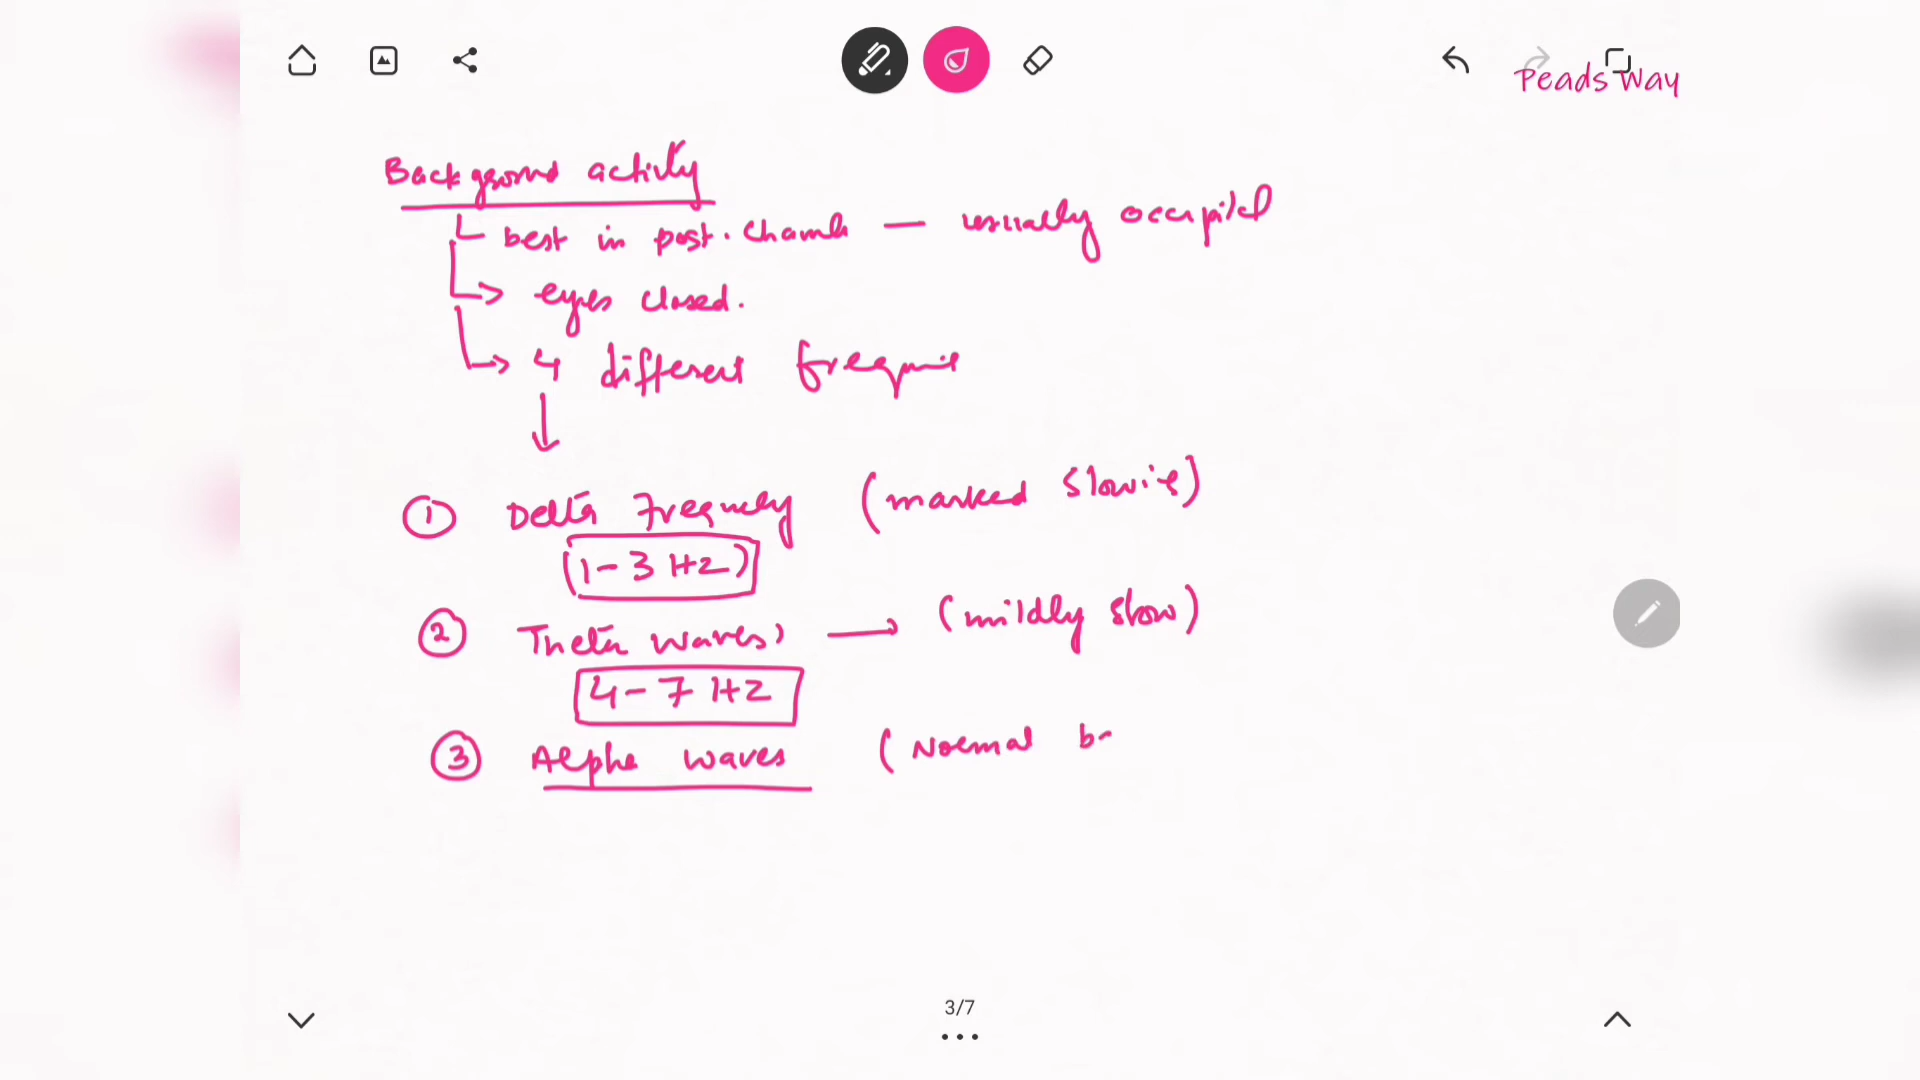 Peads Way
Background activity
best in post. channels — usually occipital
→ eyes closed.
→ 4 different frequencies
① Delta Frequency (marked slowing)
(1-3 Hz)
② Theta waves) → (mildly slow)
4-7 Hz
③ Alpha waves (Normal b
3/7